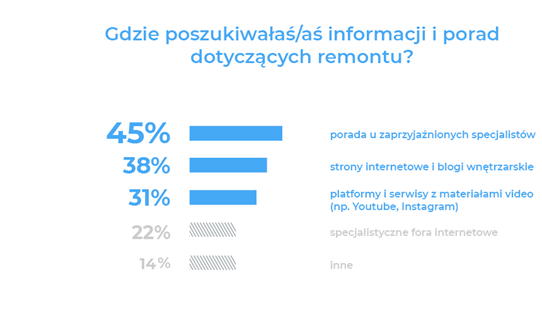 Gdzie poszukiwałaś/aś informacji i porad
dotyczących remontu?
45% porada u zaprzyjaźnionych specjalistów
38% strony internetowe i blogi wnętrzarskie
31% platformy i serwisy z materiałami video
(np. Youtube, Instagram)
22% specjalistyczne fora internetowe
14% inne